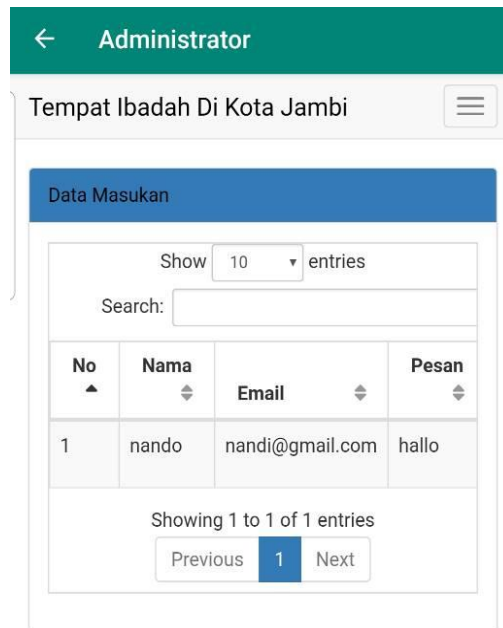 Administrator
Tempat Ibadah Di Kota Jambi
Data Masukan
Show 10 entries
Search:
No Nama Email Pesan
1 nando nandi@gmail.com hallo
Showing 1 to 1 of 1 entries
Previous 1 Next